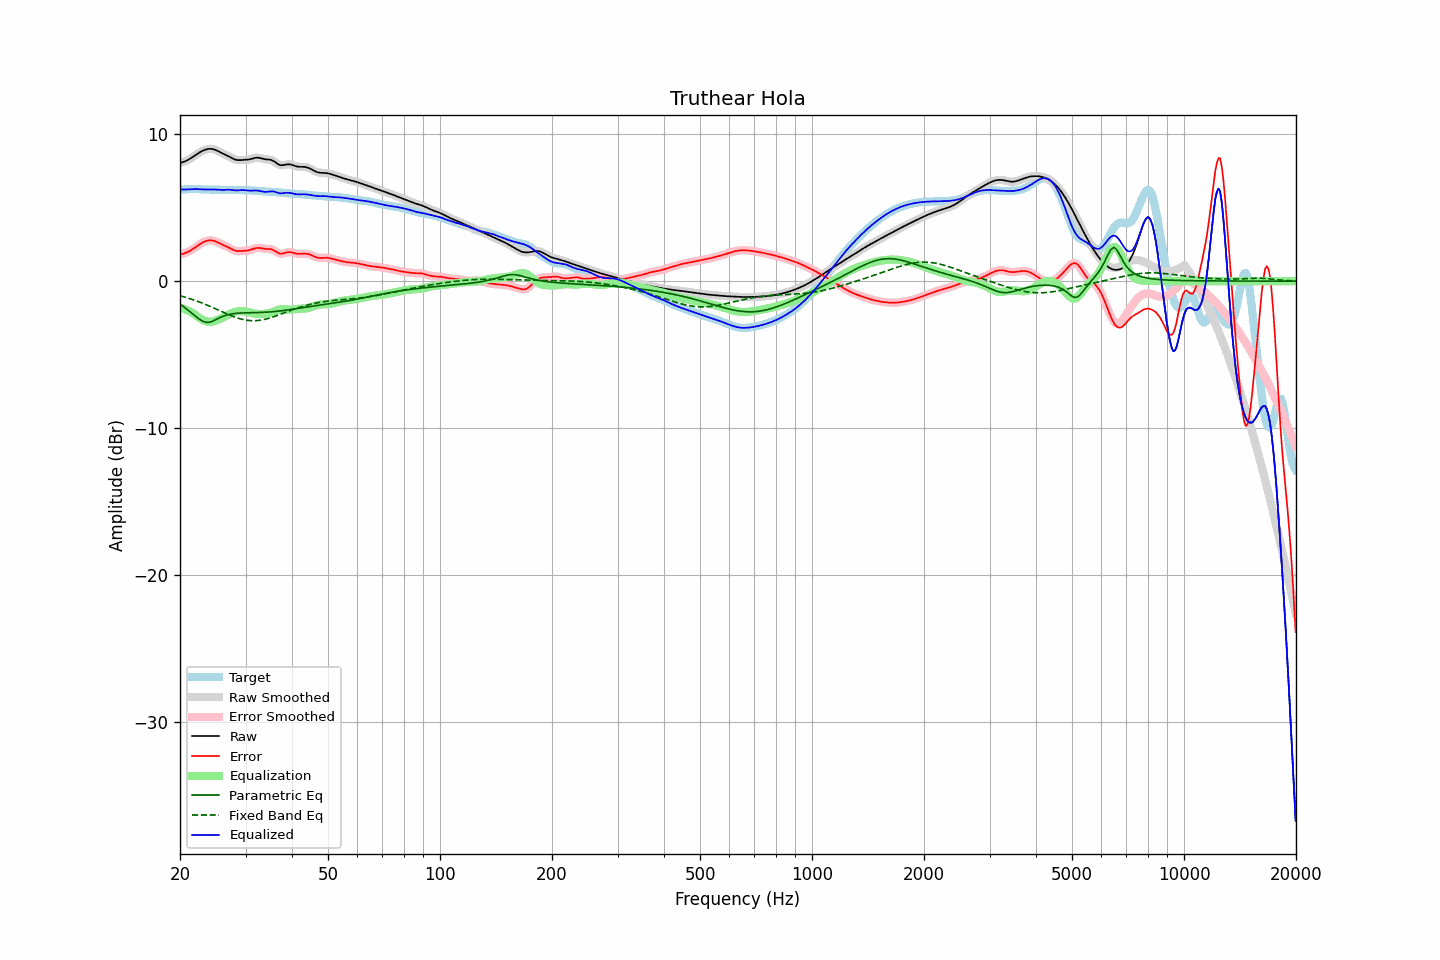 Truthear Hola
10
0
−10
−20
−30
Amplitude (dBr)
Target
Raw Smoothed
Error Smoothed
Raw
Error
Equalization
Parametric Eq
Fixed Band Eq
Equalized
20 50 100 200 500 1000 2000 5000 10000 20000
Frequency (Hz)